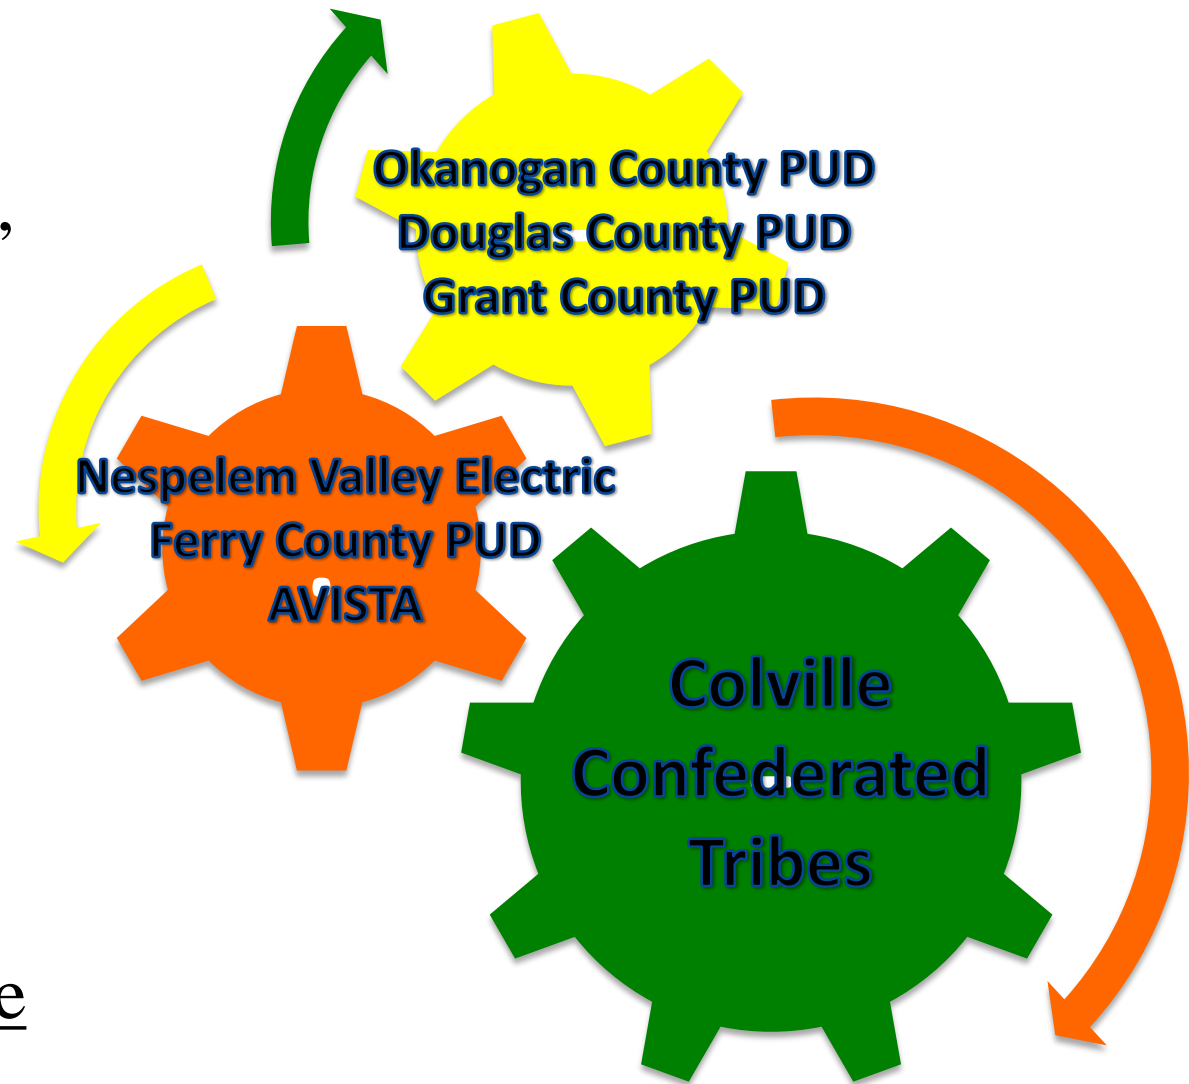 Okanogan County PUD
Douglas County PUD
Grant County PUD
,
Nespelem Valley Electric
Ferry County PUD
AVISTA
Colville
Confederated
Tribes
e